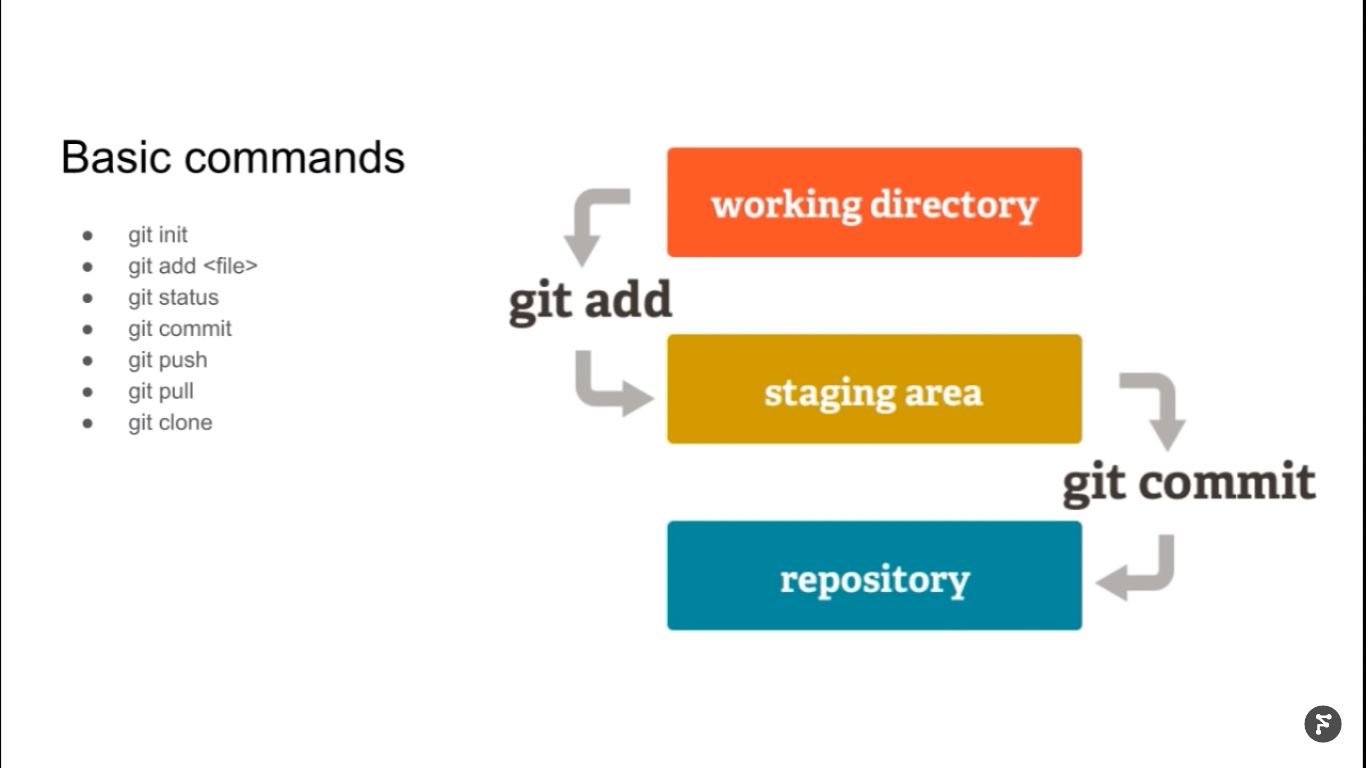 Basic commands
git init
git add <file>
git status
git commit
git push
git pull
git clone
working directory
git add
staging area
git commit
repository